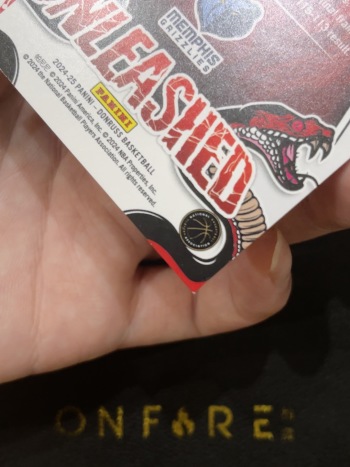 MEMPHIS
GRIZZLIES
UNLEASHED
PANINI
2024-25 PANINI - DONRUSS BASKETBALL
© 2024 Panini America, Inc. © 2024 NBA Properties, Inc.
© 2024 the National Basketball Players Association. All rights reserved.
ONFIRE